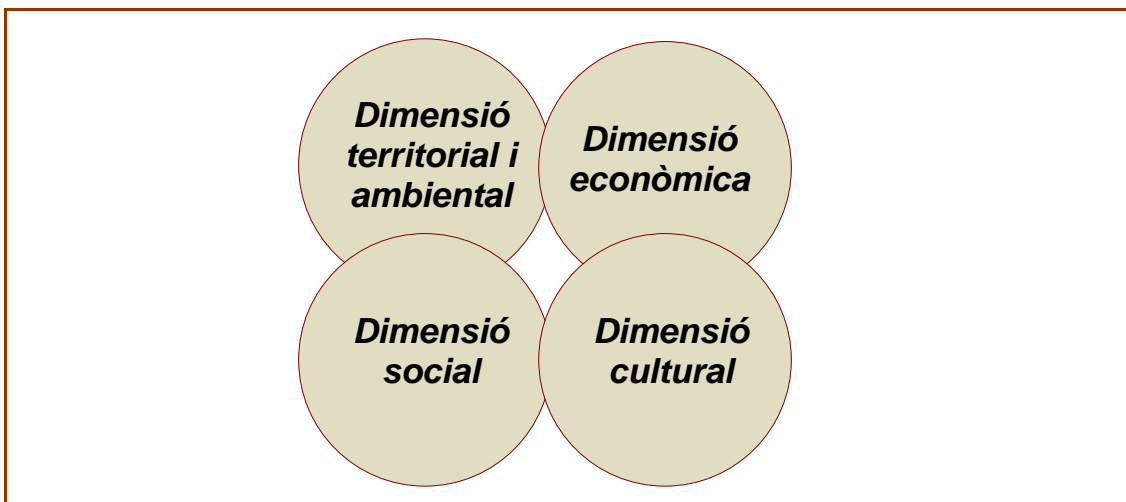 Dimensió
territorial i
ambiental
Dimensió
econòmica
Dimensió
social
Dimensió
cultural